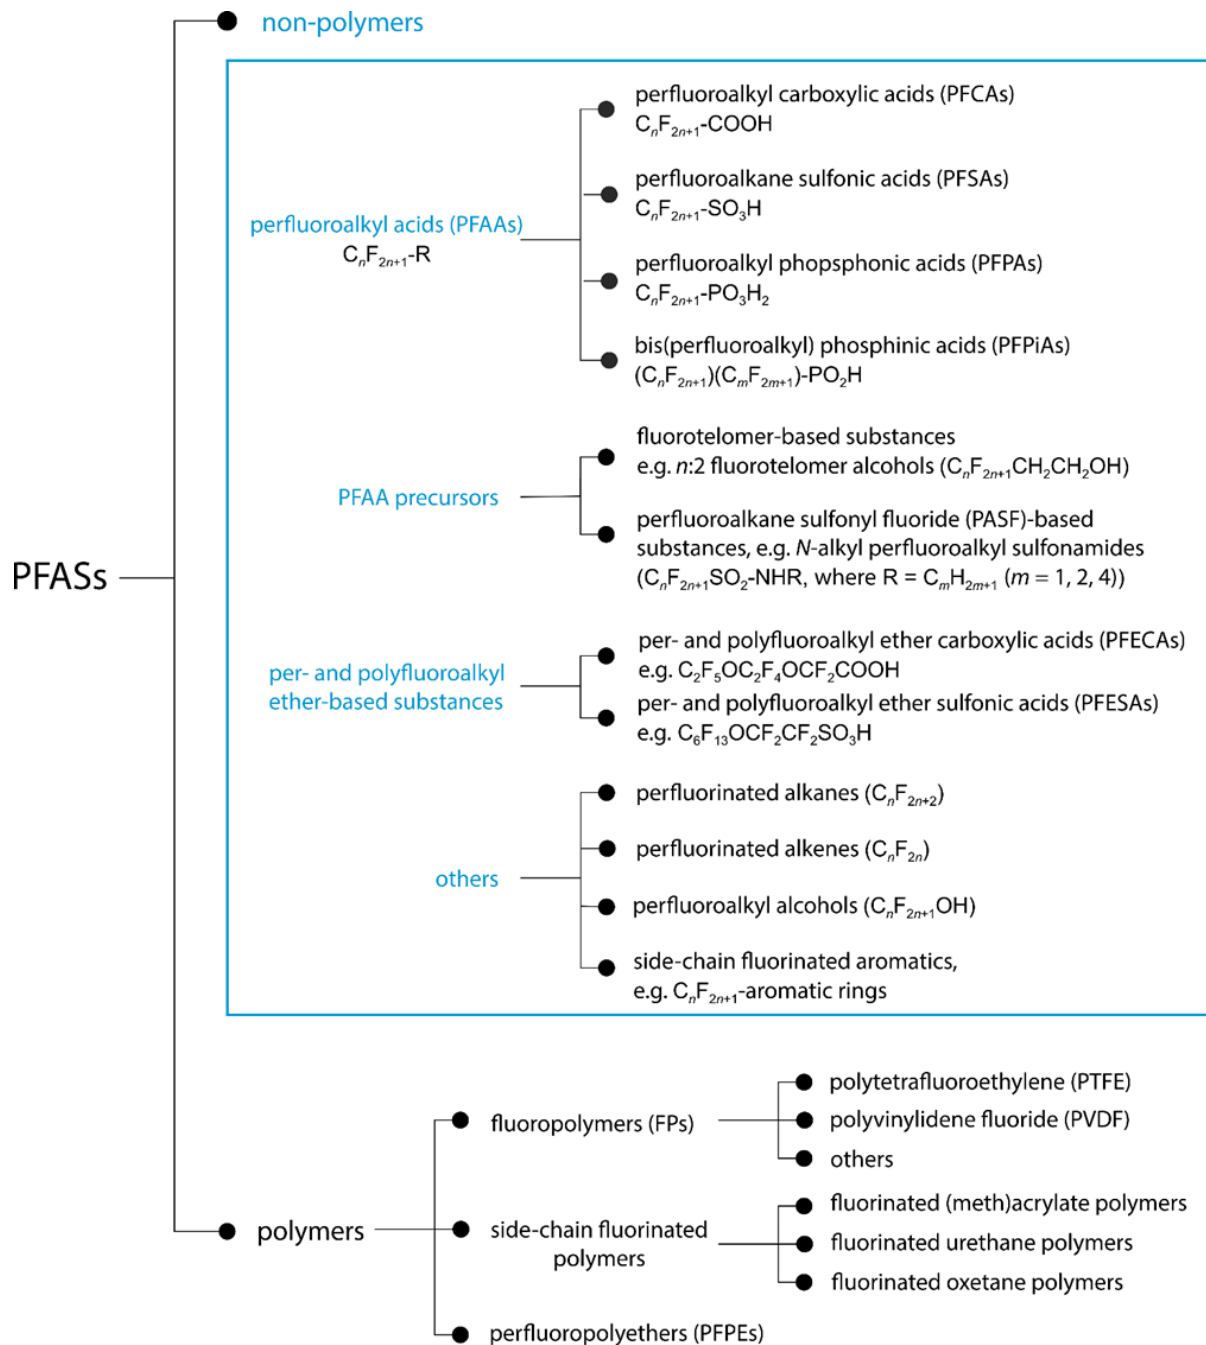 non-polymers
perfluoroalkyl carboxylic acids (PFCAs)
CₙF₂ₙ₊₁-COOH
perfluoroalkane sulfonic acids (PFSAs)
CₙF₂ₙ₊₁-SO₃H
perfluoroalkyl acids (PFAAs)
CₙF₂ₙ₊₁-R
perfluoroalkyl phopsphonic acids (PFPAs)
CₙF₂ₙ₊₁-PO₃H₂
bis(perfluoroalkyl) phosphinic acids (PFPiAs)
(CₙF₂ₙ₊₁)(CₘF₂ₘ₊₁)-PO₂H
fluorotelomer-based substances
e.g. n:2 fluorotelomer alcohols (CₙF₂ₙ₊₁CH₂CH₂OH)
PFAA precursors
perfluoroalkane sulfonyl fluoride (PASF)-based
substances, e.g. N-alkyl perfluoroalkyl sulfonamides
(CₙF₂ₙ₊₁SO₂-NHR, where R = CₘH₂ₘ₊₁ (m = 1, 2, 4))
PFASs
per- and polyfluoroalkyl ether carboxylic acids (PFECAs)
e.g. C₂F₅OC₂F₄OCF₂COOH
per- and polyfluoroalkyl
ether-based substances
per- and polyfluoroalkyl ether sulfonic acids (PFESAs)
e.g. C₆F₁₃OCF₂CF₂SO₃H
perfluorinated alkanes (CₙF₂ₙ₊₂)
perfluorinated alkenes (CₙF₂ₙ)
others
perfluoroalkyl alcohols (CₙF₂ₙ₊₁OH)
side-chain fluorinated aromatics,
e.g. CₙF₂ₙ₊₁-aromatic rings
polytetrafluoroethylene (PTFE)
fluoropolymers (FPs)
polyvinylidene fluoride (PVDF)
others
polymers
side-chain fluorinated
polymers
fluorinated (meth)acrylate polymers
fluorinated urethane polymers
fluorinated oxetane polymers
perfluoropolyethers (PFPEs)